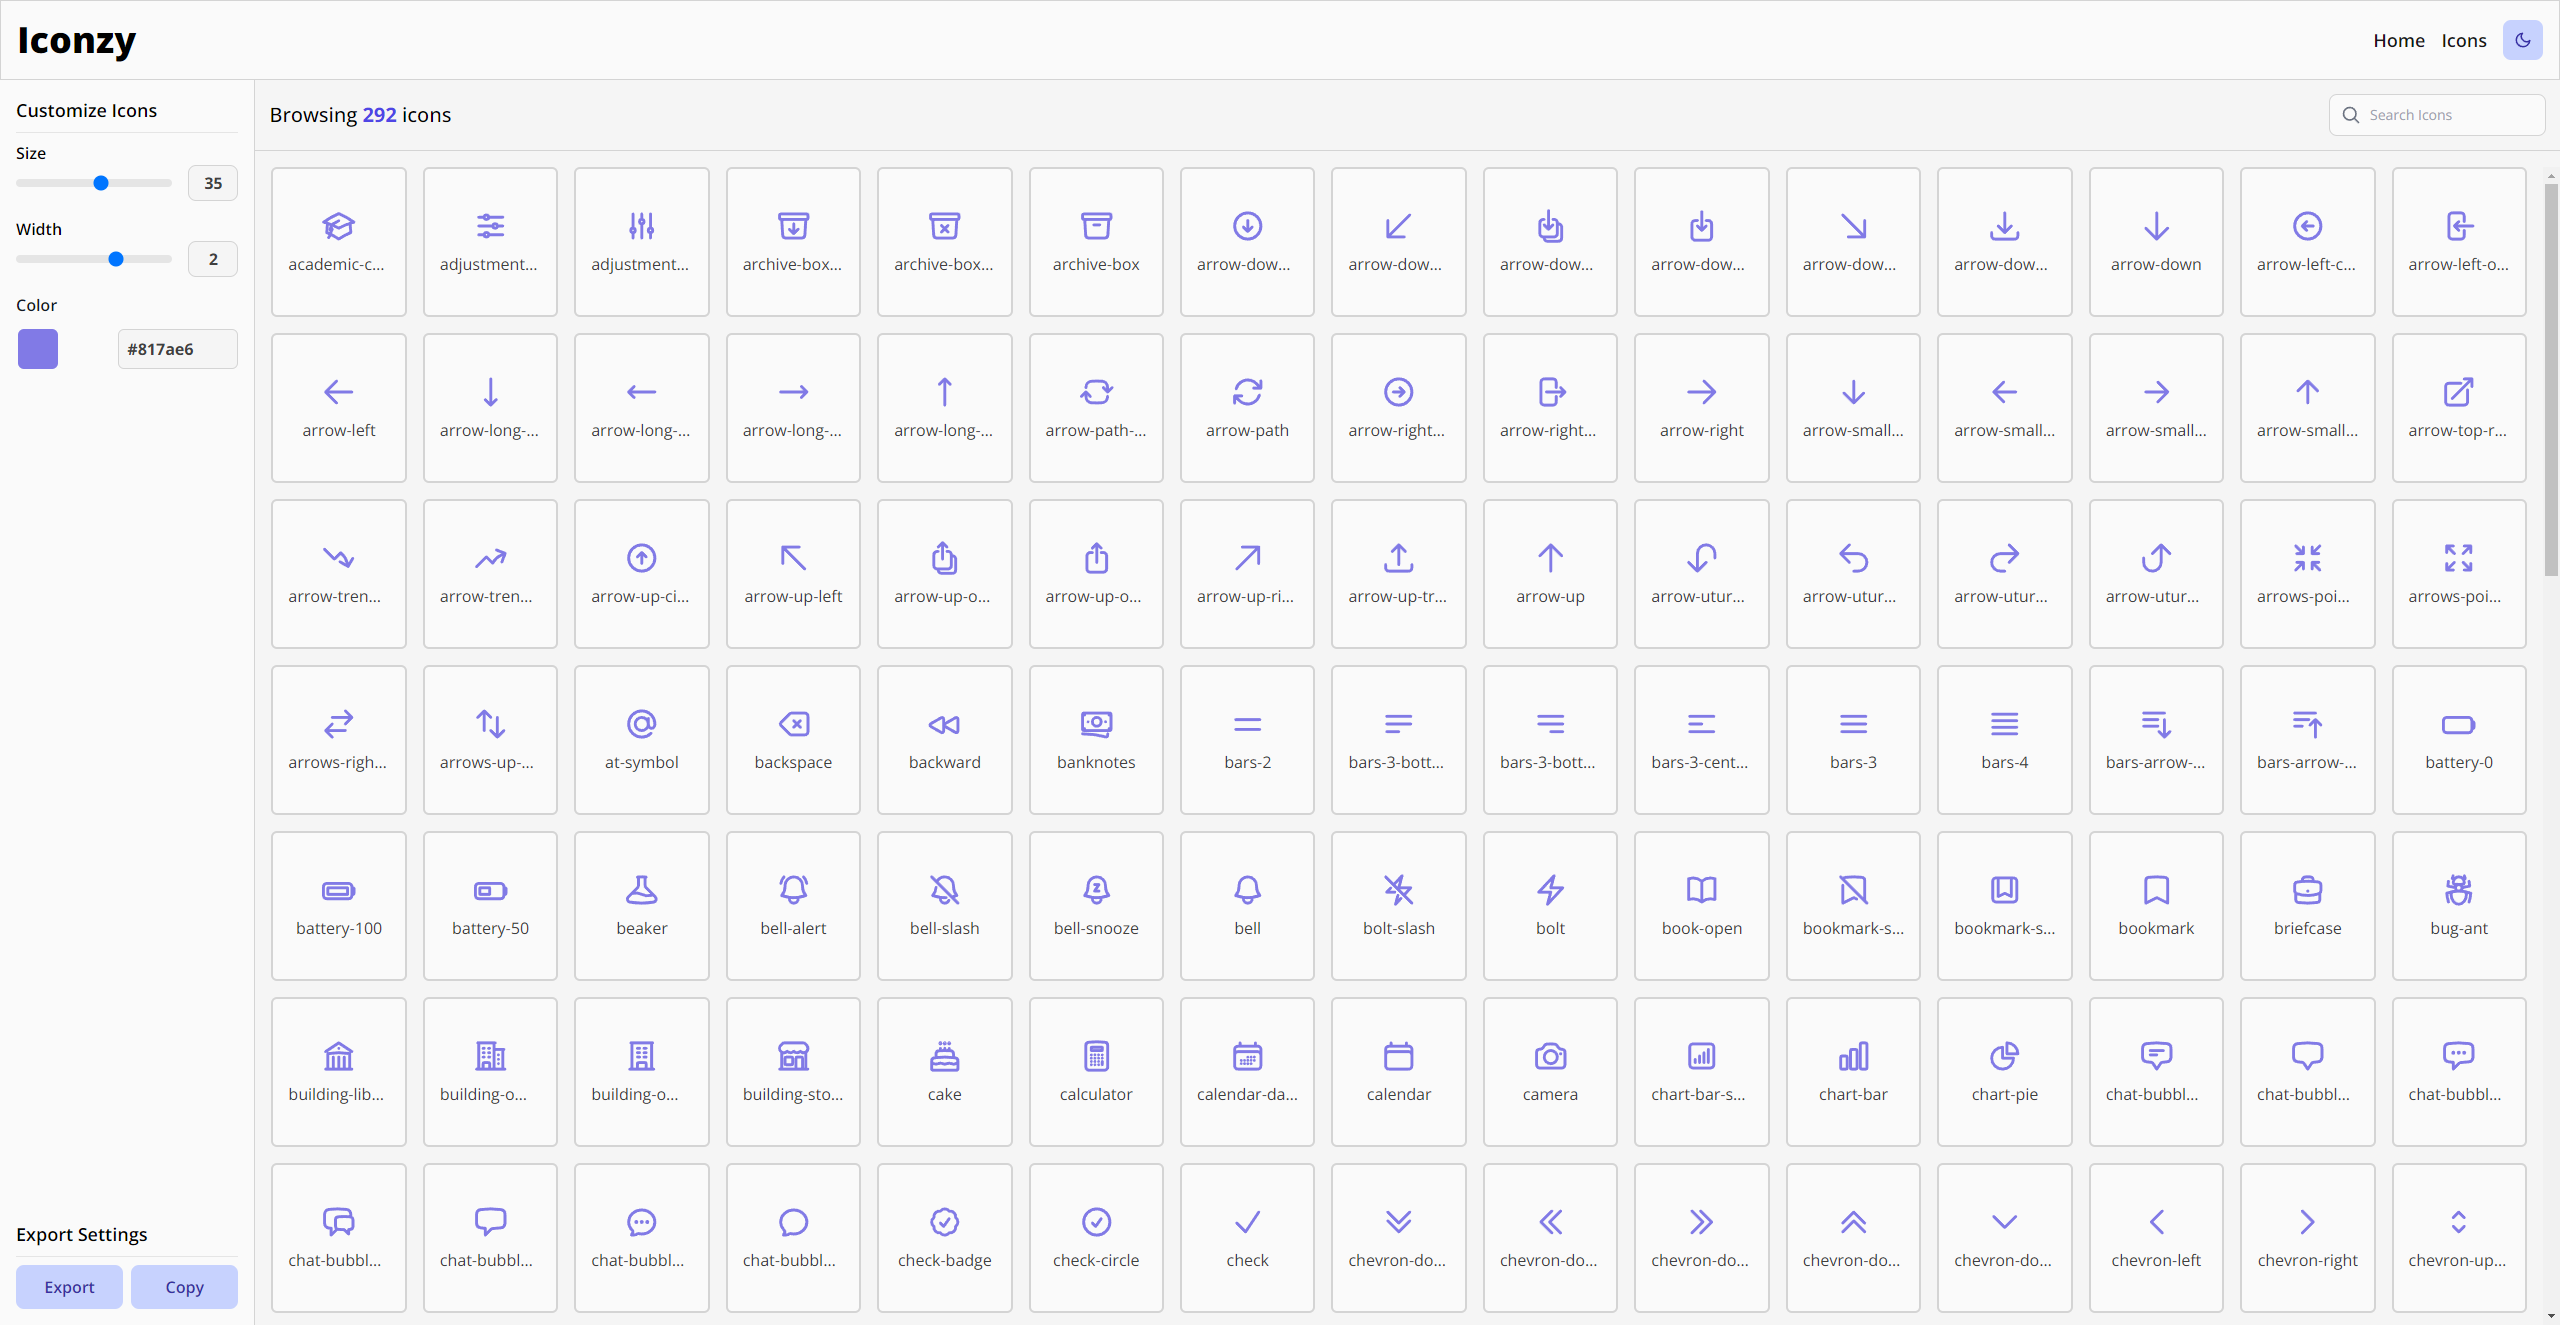 Iconzy
Home Icons
Customize Icons
Size
35
Width
2
Color
#817ae6
Export Settings
Export Copy
Browsing 292 icons
Search Icons
academic-c... adjustment... adjustment... archive-box... archive-box... archive-box arrow-dow... arrow-dow... arrow-dow... arrow-dow... arrow-dow... arrow-dow... arrow-down arrow-left-c... arrow-left-o...
arrow-left arrow-long-... arrow-long-... arrow-long-... arrow-long-... arrow-path-... arrow-path arrow-right... arrow-right... arrow-right arrow-small... arrow-small... arrow-small... arrow-small... arrow-top-r...
arrow-tren... arrow-tren... arrow-up-ci... arrow-up-left arrow-up-o... arrow-up-o... arrow-up-ri... arrow-up-tr... arrow-up arrow-utur... arrow-utur... arrow-utur... arrow-utur... arrows-poi... arrows-poi...
arrows-righ... arrows-up-... at-symbol backspace backward banknotes bars-2 bars-3-bott... bars-3-bott... bars-3-cent... bars-3 bars-4 bars-arrow-... bars-arrow-... battery-0
battery-100 battery-50 beaker bell-alert bell-slash bell-snooze bell bolt-slash bolt book-open bookmark-s... bookmark-s... bookmark briefcase bug-ant
building-lib... building-o... building-o... building-sto... cake calculator calendar-da... calendar camera chart-bar-s... chart-bar chart-pie chat-bubbl... chat-bubbl... chat-bubbl...
chat-bubbl... chat-bubbl... chat-bubbl... chat-bubbl... check-badge check-circle check chevron-do... chevron-do... chevron-do... chevron-do... chevron-do... chevron-left chevron-right chevron-up...